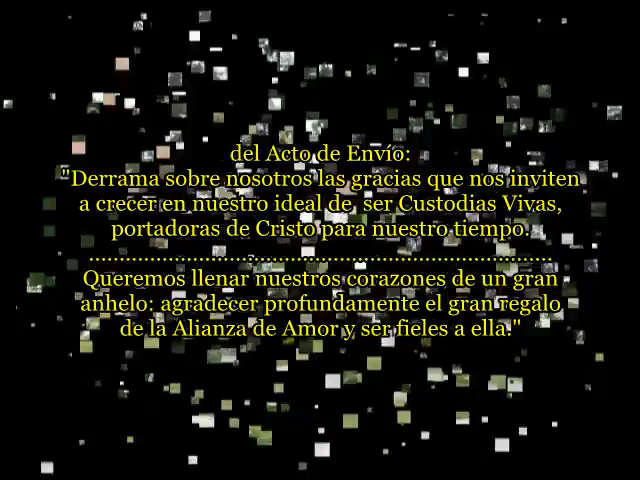 del Acto de Envío:
"Derrama sobre nosotros las gracias que nos inviten
a crecer en nuestro ideal de ser Custodias Vivas,
portadoras de Cristo para nuestro tiempo.
.............................................................................
Queremos llenar nuestros corazones de un gran
anhelo: agradecer profundamente el gran regalo
de la Alianza de Amor y ser fieles a ella."